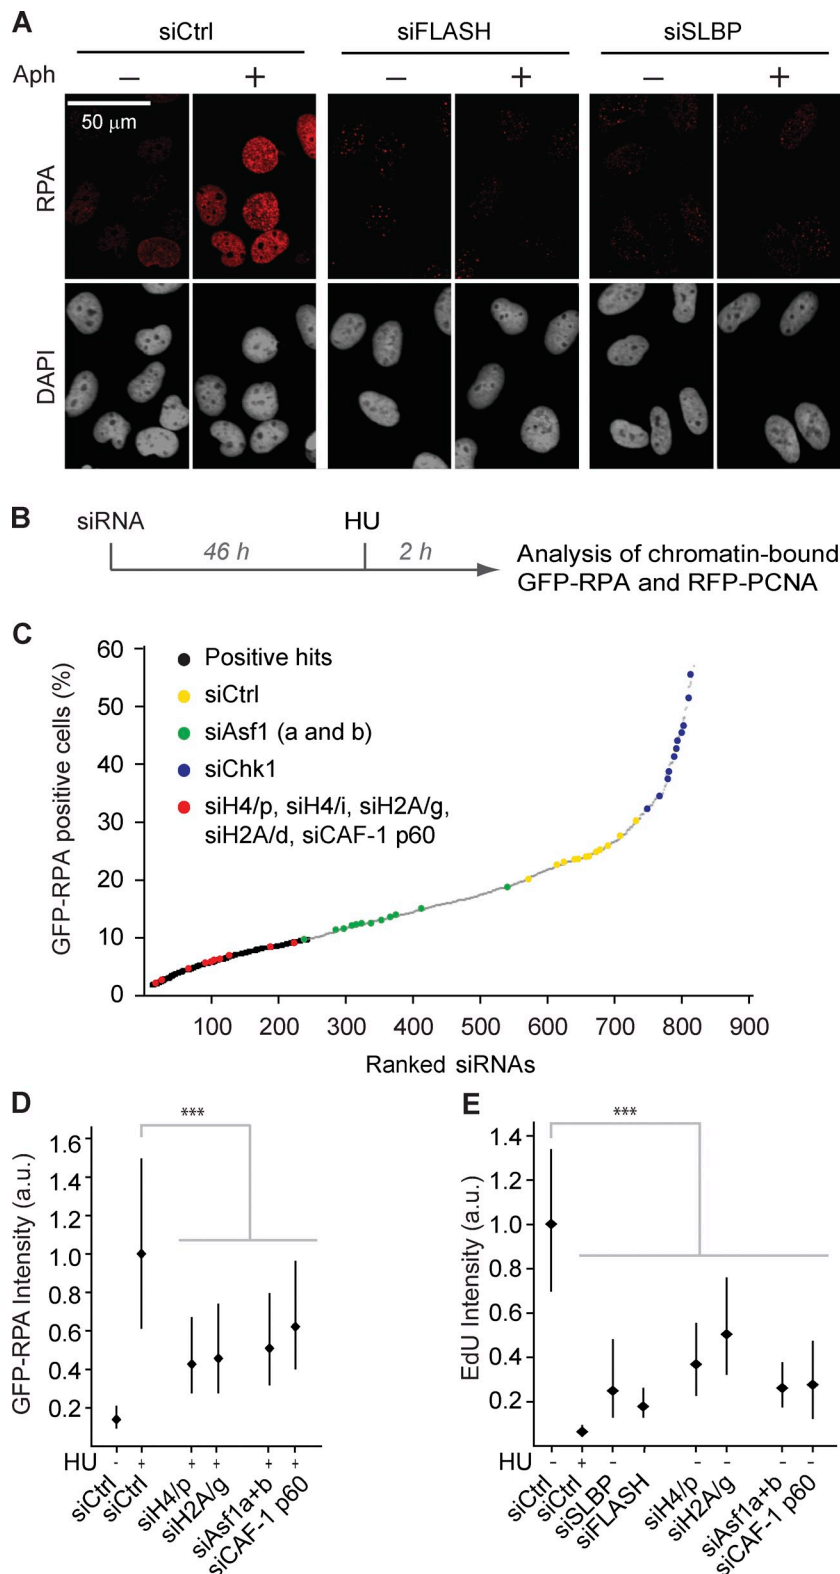 A
siCtrl
siFLASH
siSLBP
Aph
– + – + – +
50 µm
RPA
DAPI
B
siRNA
46 h
HU
2 h
Analysis of chromatin-bound
GFP-RPA and RFP-PCNA
C
GFP-RPA positive cells (%)
60
50
40
30
20
10
0
Positive hits
siCtrl
siAsf1 (a and b)
siChk1
siH4/p, siH4/i, siH2A/g,
siH2A/d, siCAF-1 p60
100 200 300 400 500 600 700 800 900
Ranked siRNAs
D
GFP-RPA Intensity (a.u.)
1.6
1.4
1.2
1.0
0.8
0.6
0.4
0.2
***
HU - + + + + +
siCtrl
siCtrl
siH4/p
siH2A/g
siAsf1a+b
siCAF-1 p60
E
EdU Intensity (a.u.)
1.4
1.2
1.0
0.8
0.6
0.4
0.2
***
HU – + – – – – – –
siCtrl
siCtrl
siSLBP
siFLASH
siH4/p
siH2A/g
siAsf1a+b
siCAF-1 p60